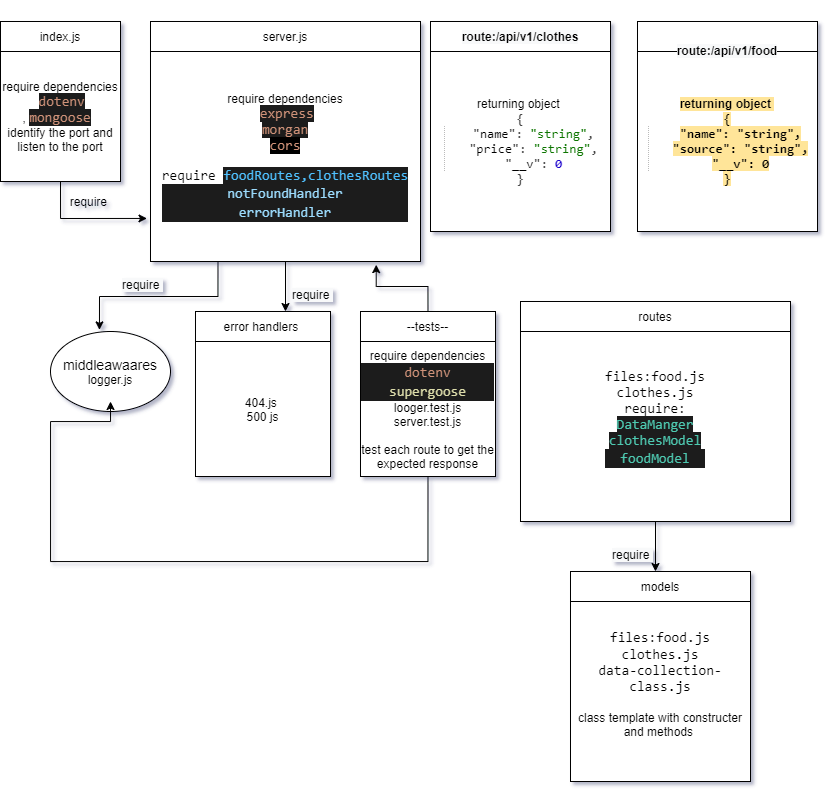 index.js
require dependencies
dotenv
, mongoose
identify the port and
listen to the port
require
server.js
require dependencies
express
morgan
cors
require foodRoutes,clothesRoutes
notFoundHandler
errorHandler
route:/api/v1/clothes
returning object
{
"name": "string",
"price": "string",
"__v": 0
}
route:/api/v1/food
returning object
{
"name": "string",
"source": "string",
"__v": 0
}
require
require
middleawaares
logger.js
error handlers
404.js
500 js
--tests--
require dependencies
dotenv
supergoose
looger.test.js
server.test.js
test each route to get the
expected response
routes
files:food.js
clothes.js
require:
DataManger
clothesModel
foodModel
require
models
files:food.js
clothes.js
data-collection-
class.js
class template with constructer
and methods